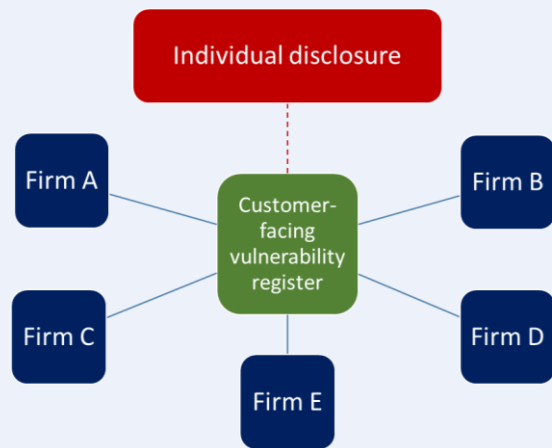 Individual disclosure
Firm A
Firm B
Customer-
facing
vulnerability
register
Firm C
Firm D
Firm E